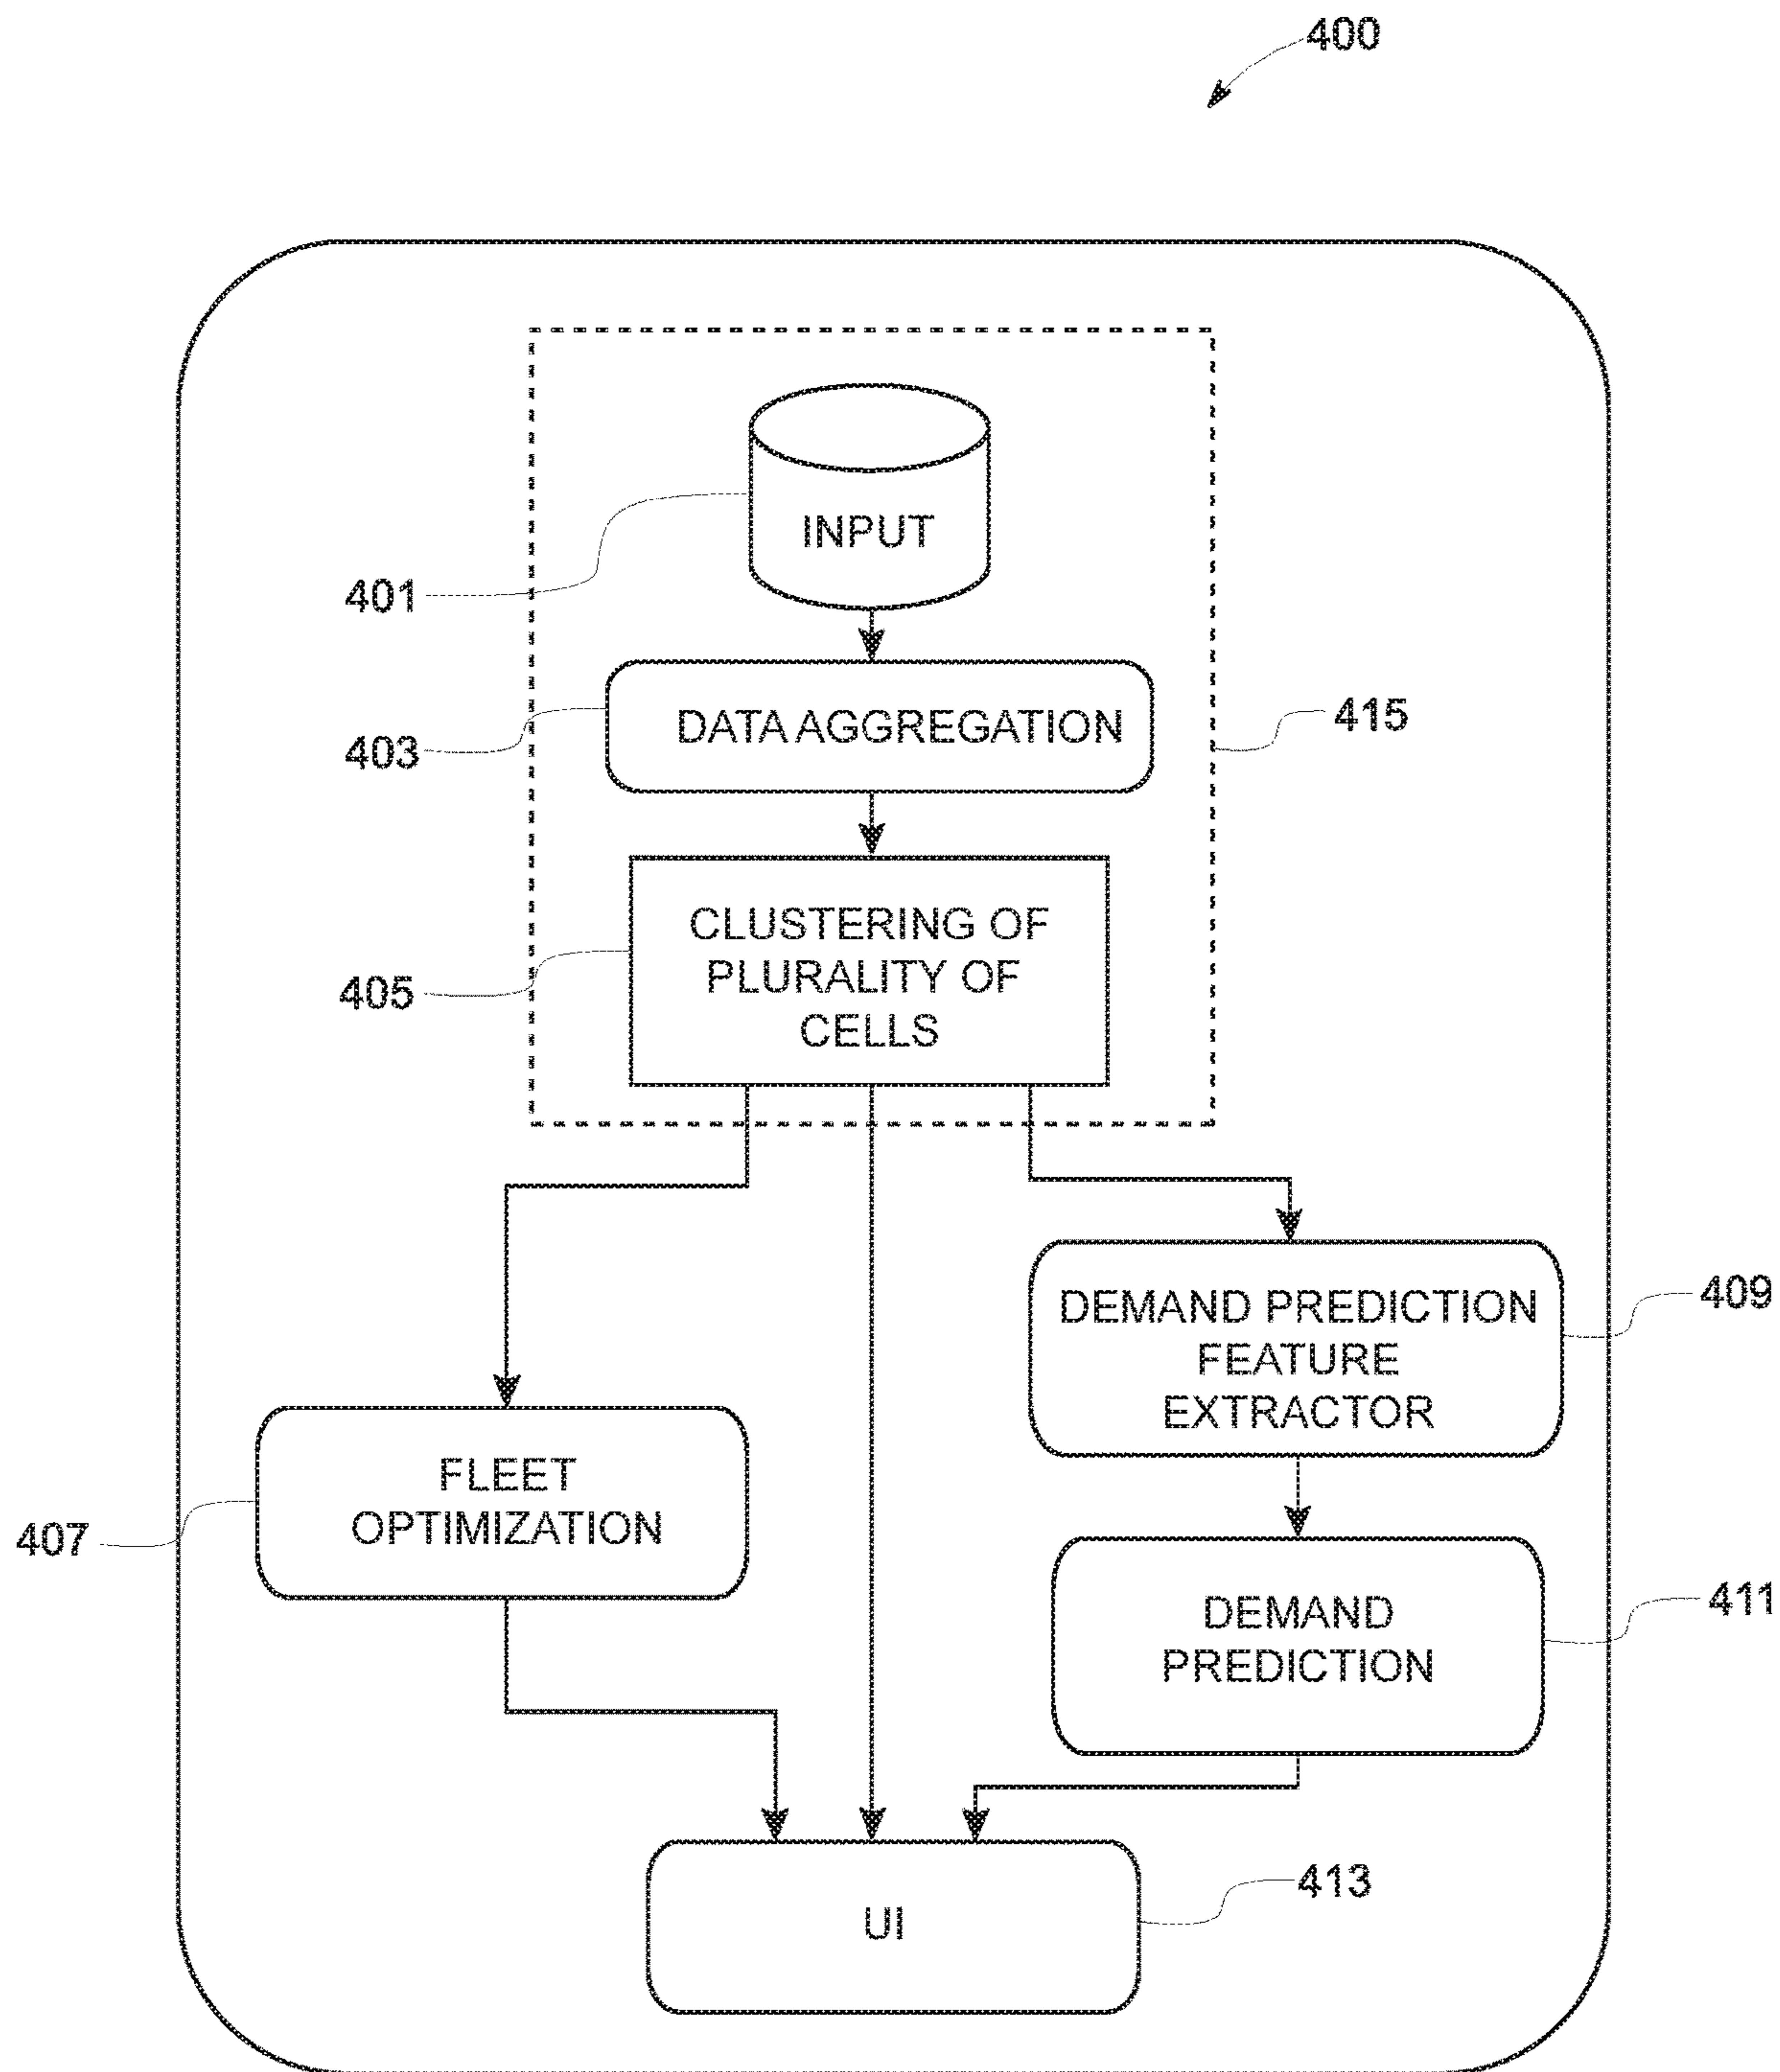 400
INPUT
401
DATA AGGREGATION
403
415
CLUSTERING OF
PLURALITY OF
CELLS
405
DEMAND PREDICTION
FEATURE
EXTRACTOR
409
FLEET
OPTIMIZATION
407
DEMAND
PREDICTION
411
UI
413